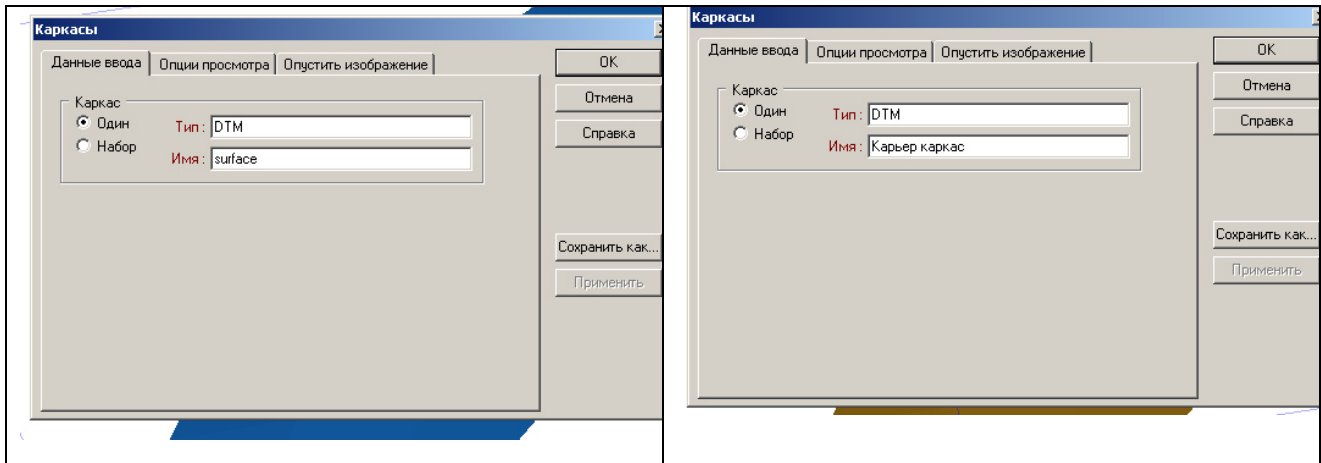 Каркасы
Данные ввода Опции просмотра Опустить изображение
OK
Отмена
Справка
Каркас
Один
Набор
Тип : DTM
Имя : surface
Сохранить как...
Применить
Каркасы
Данные ввода Опции просмотра Опустить изображение
OK
Отмена
Справка
Каркас
Один
Набор
Тип : DTM
Имя : Карьер каркас
Сохранить как...
Применить